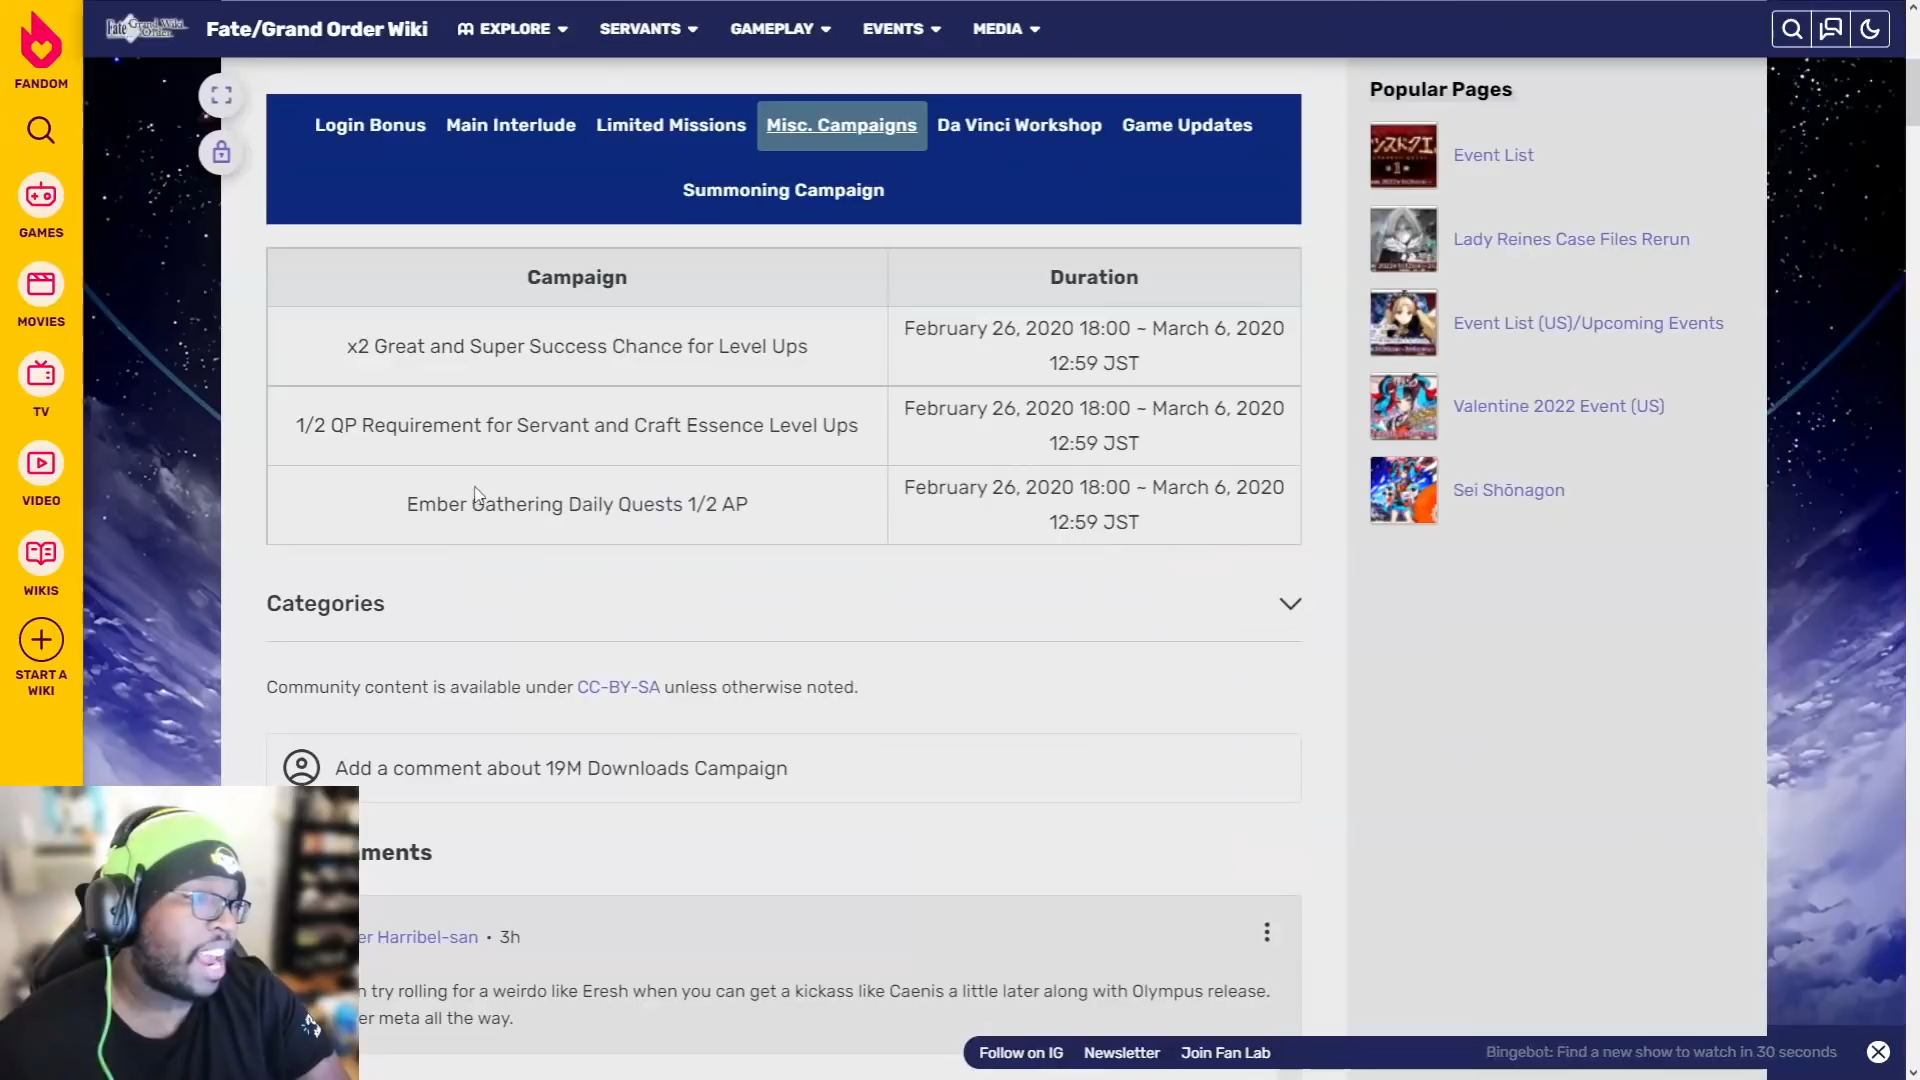 FANDOM
GAMES
MOVIES
TV
VIDEO
WIKIS
START A
WIKI
Fate/Grand Order Wiki
EXPLORE
SERVANTS
GAMEPLAY
EVENTS
MEDIA
Login Bonus
Main Interlude
Limited Missions
Misc. Campaigns
Da Vinci Workshop
Game Updates
Summoning Campaign
Campaign
Duration
x2 Great and Super Success Chance for Level Ups
February 26, 2020 18:00 ~ March 6, 2020
12:59 JST
1/2 QP Requirement for Servant and Craft Essence Level Ups
February 26, 2020 18:00 ~ March 6, 2020
12:59 JST
Ember Gathering Daily Quests 1/2 AP
February 26, 2020 18:00 ~ March 6, 2020
12:59 JST
Categories
Community content is available under CC-BY-SA unless otherwise noted.
Add a comment about 19M Downloads Campaign
mments
er Harribel-san • 3h
n try rolling for a weirdo like Eresh when you can get a kickass like Caenis a little later along with Olympus release.
er meta all the way.
Popular Pages
Event List
Lady Reines Case Files Rerun
Event List (US)/Upcoming Events
Valentine 2022 Event (US)
Sei Shōnagon
Follow on IG
Newsletter
Join Fan Lab
Bingebot: Find a new show to watch in 30 seconds